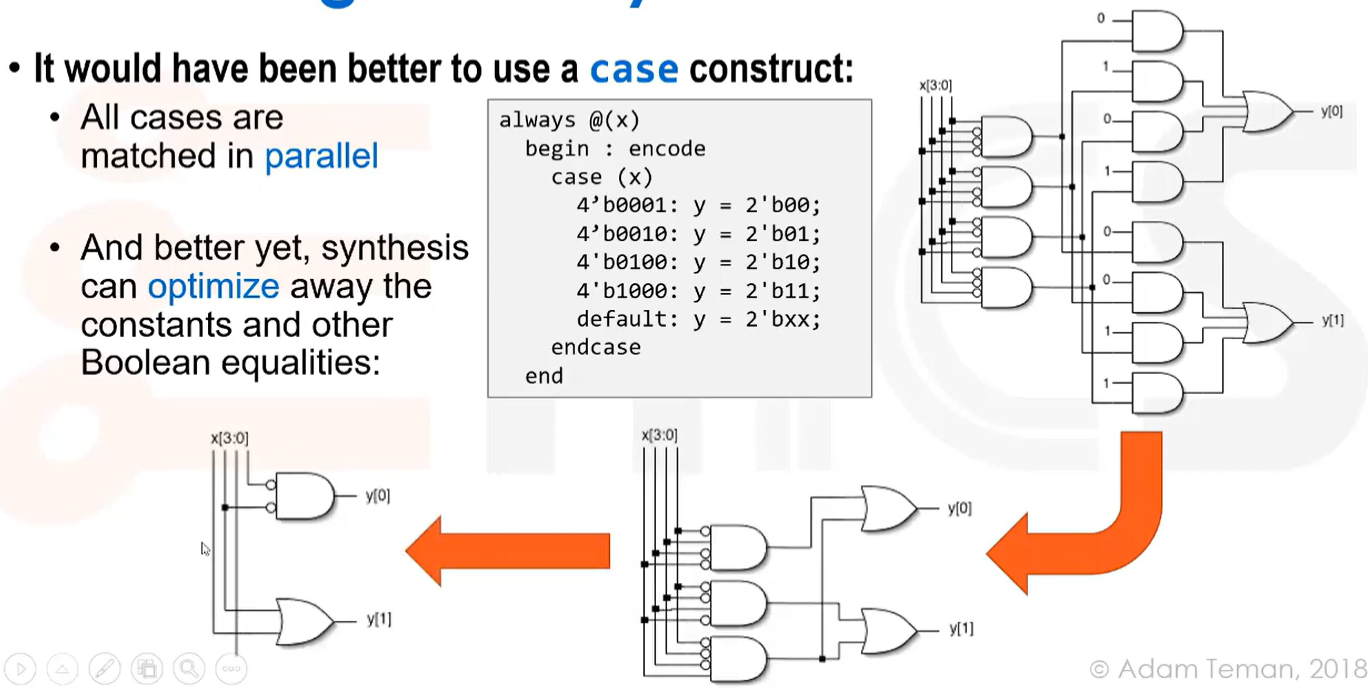 • It would have been better to use a case construct:
• All cases are
matched in parallel
• And better yet, synthesis
can optimize away the
constants and other
Boolean equalities:
always @(x)
begin : encode
case (x)
4’b0001: y = 2'b00;
4’b0010: y = 2'b01;
4'b0100: y = 2'b10;
4'b1000: y = 2'b11;
default: y = 2'bxx;
endcase
end
x[3:0]
0
1
0
1
y[0]
0
0
1
1
y[1]
x[3:0]
y[0]
y[1]
x[3:0]
y[0]
y[1]
© Adam Teman, 2018